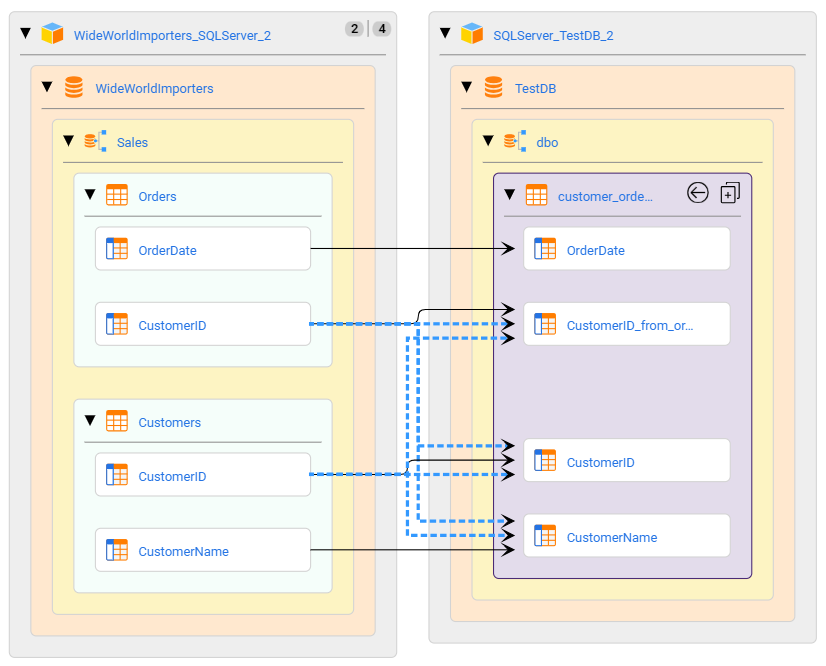 WideWorldImporters_SQLServer_2
2 4
WideWorldImporters
Sales
Orders
OrderDate
CustomerID
Customers
CustomerID
CustomerName
SQLServer_TestDB_2
TestDB
dbo
customer_orde...
OrderDate
CustomerID_from_or...
CustomerID
CustomerName